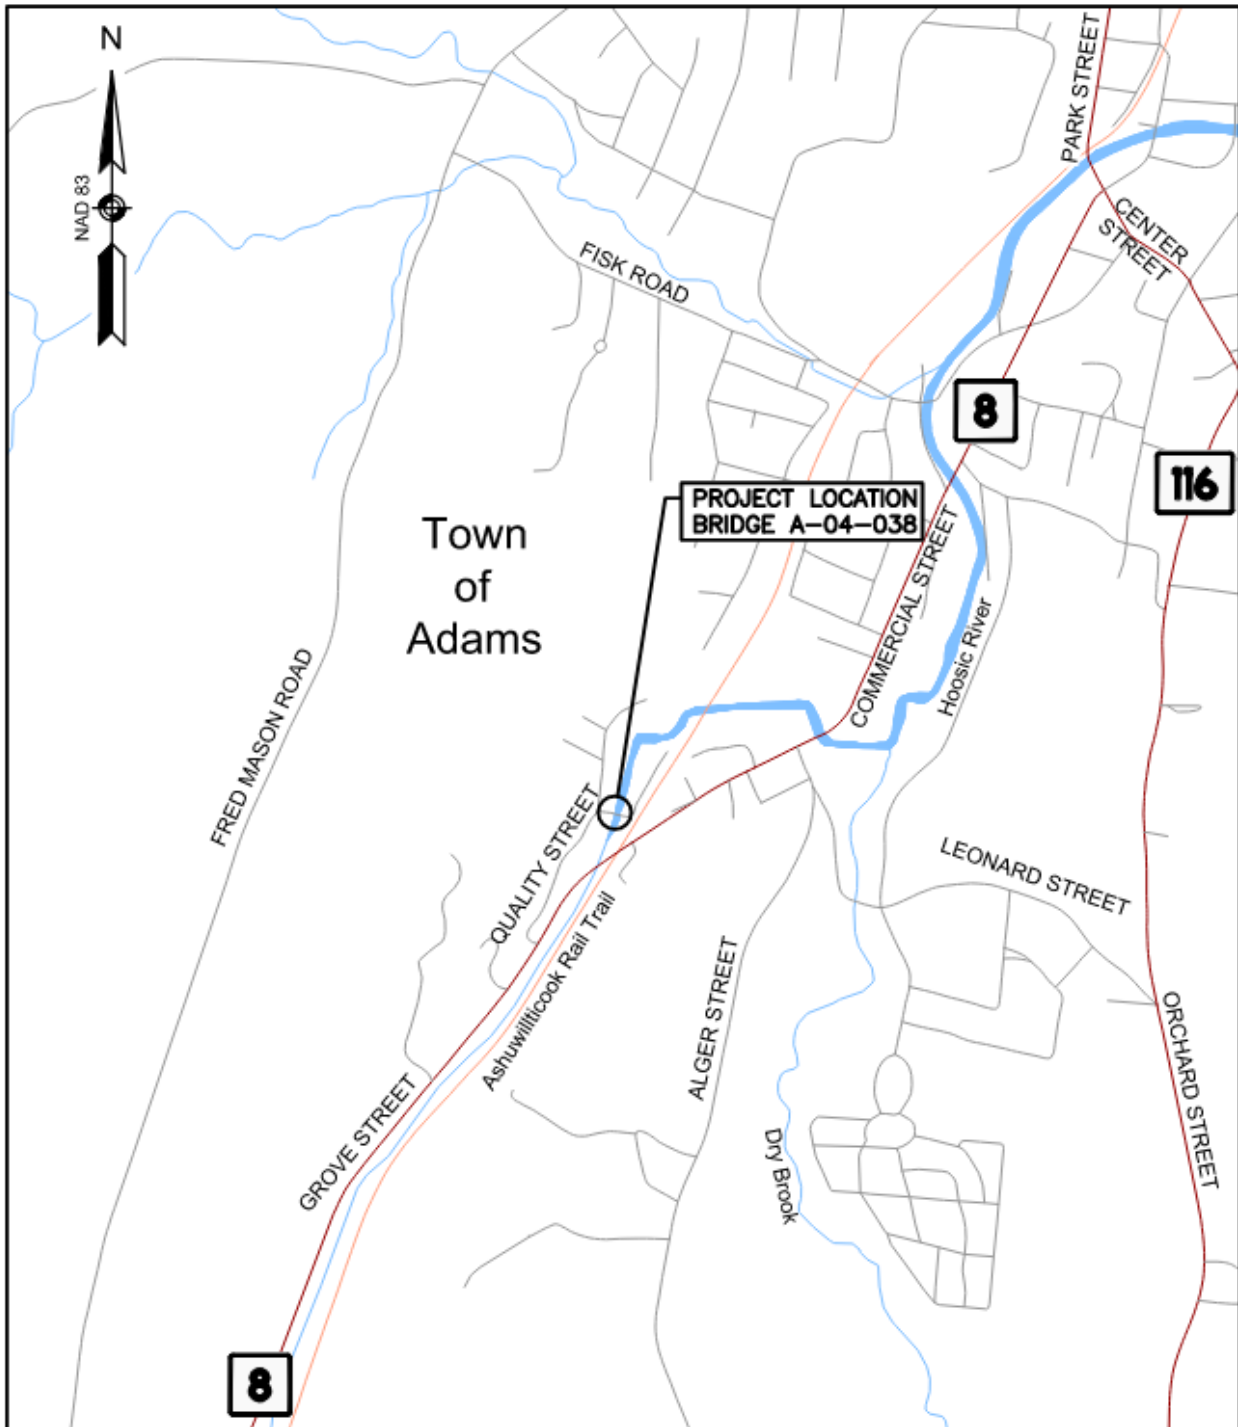 N
NAD 83
PARK STREET
CENTER
STREET
FISK ROAD
8
116
PROJECT LOCATION
BRIDGE A-04-038
Town
of
Adams
COMMERCIAL STREET
Hoosic River
FRED MASON ROAD
QUALITY STREET
LEONARD STREET
Ashuwillticook Rail Trail
ALGER STREET
ORCHARD STREET
GROVE STREET
Dry Brook
8